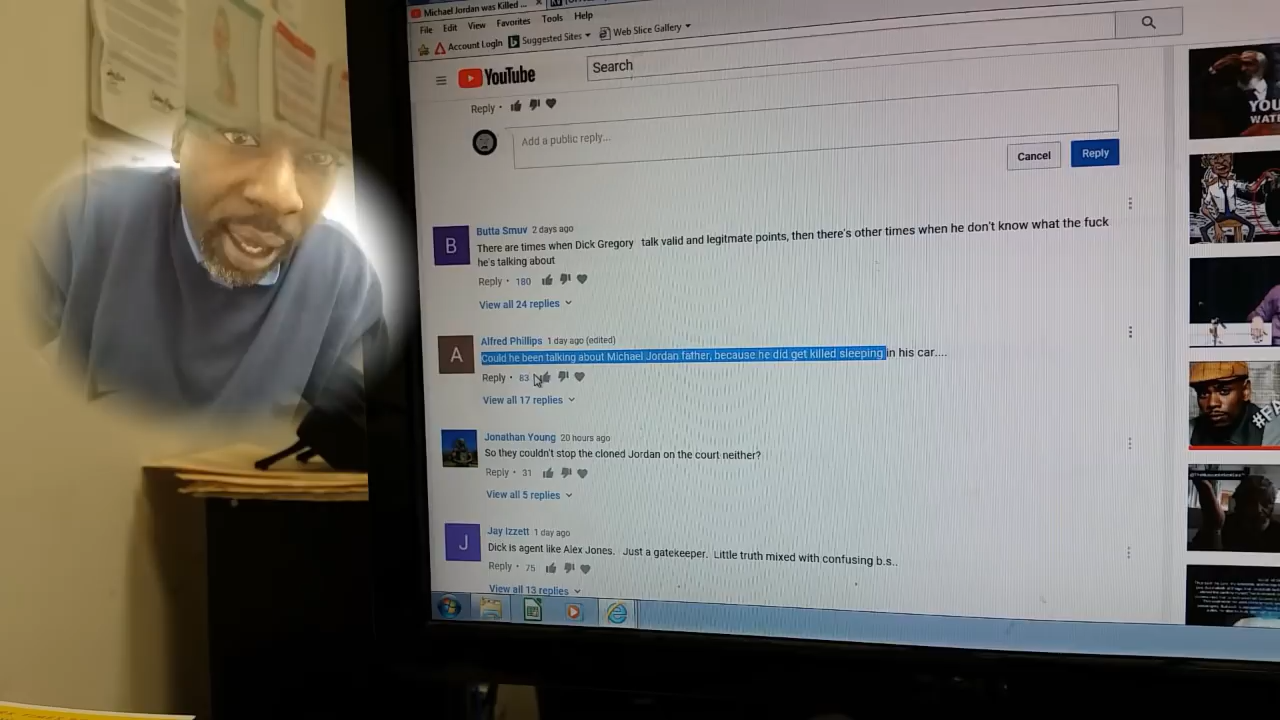 Michael Jordan was Killed ...
File Edit View Favorites Tools Help
Account Login Suggested Sites Web Slice Gallery
YouTube
Search
Reply
Add a public reply...
Cancel Reply
B
Butta Smuv 2 days ago
There are times when Dick Gregory talk valid and legitmate points, then there's other times when he don't know what the fuck
he's talking about
Reply • 180
View all 24 replies
A
Alfred Phillips 1 day ago (edited)
Could he been talking about Michael Jordan father, because he did get killed sleeping in his car....
Reply • 83
View all 17 replies
Jonathan Young 20 hours ago
So they couldn't stop the cloned Jordan on the court neither?
Reply • 31
View all 5 replies
J
Jay Izzett 1 day ago
Dick is agent like Alex Jones. Just a gatekeeper. Little truth mixed with confusing b.s..
Reply • 75
View all 13 replies
YOU
WATE